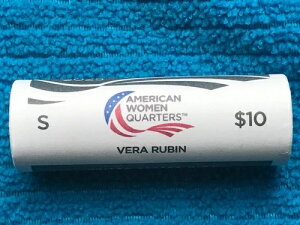 AMERICAN
WOMEN
S QUARTERS™ $10
VERA RUBIN